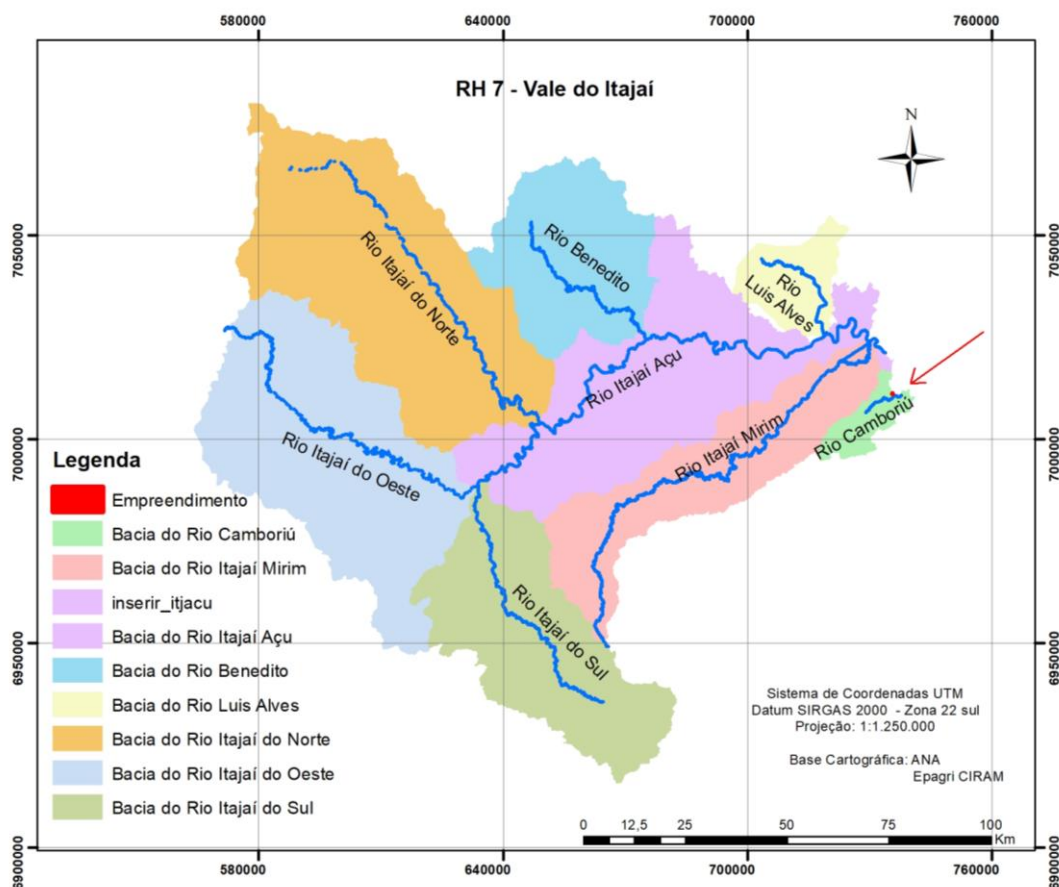 580000
640000
700000
760000
RH 7 - Vale do Itajaí
N
7050000
7050000
Rio Itajaí do Norte
Rio Benedito
Rio
Luis Alves
Rio Itajaí Açu
Rio Itajaí Mirim
Rio Camboriú
Rio Itajaí do Oeste
Rio Itajaí do Sul
7000000
7000000
Legenda
Empreendimento
Bacia do Rio Camboriú
Bacia do Rio Itajaí Mirim
inserir_itjacu
Bacia do Rio Itajaí Açu
Bacia do Rio Benedito
Bacia do Rio Luis Alves
Bacia do Rio Itajaí do Norte
Bacia do Rio Itajaí do Oeste
Bacia do Rio Itajaí do Sul
6950000
6950000
Sistema de Coordenadas UTM
Datum SIRGAS 2000 - Zona 22 sul
Projeção: 1:1.250.000
Base Cartográfica: ANA
Epagri CIRAM
0 12,5 25 50 75 100
Km
6900000
6900000
580000
640000
700000
760000